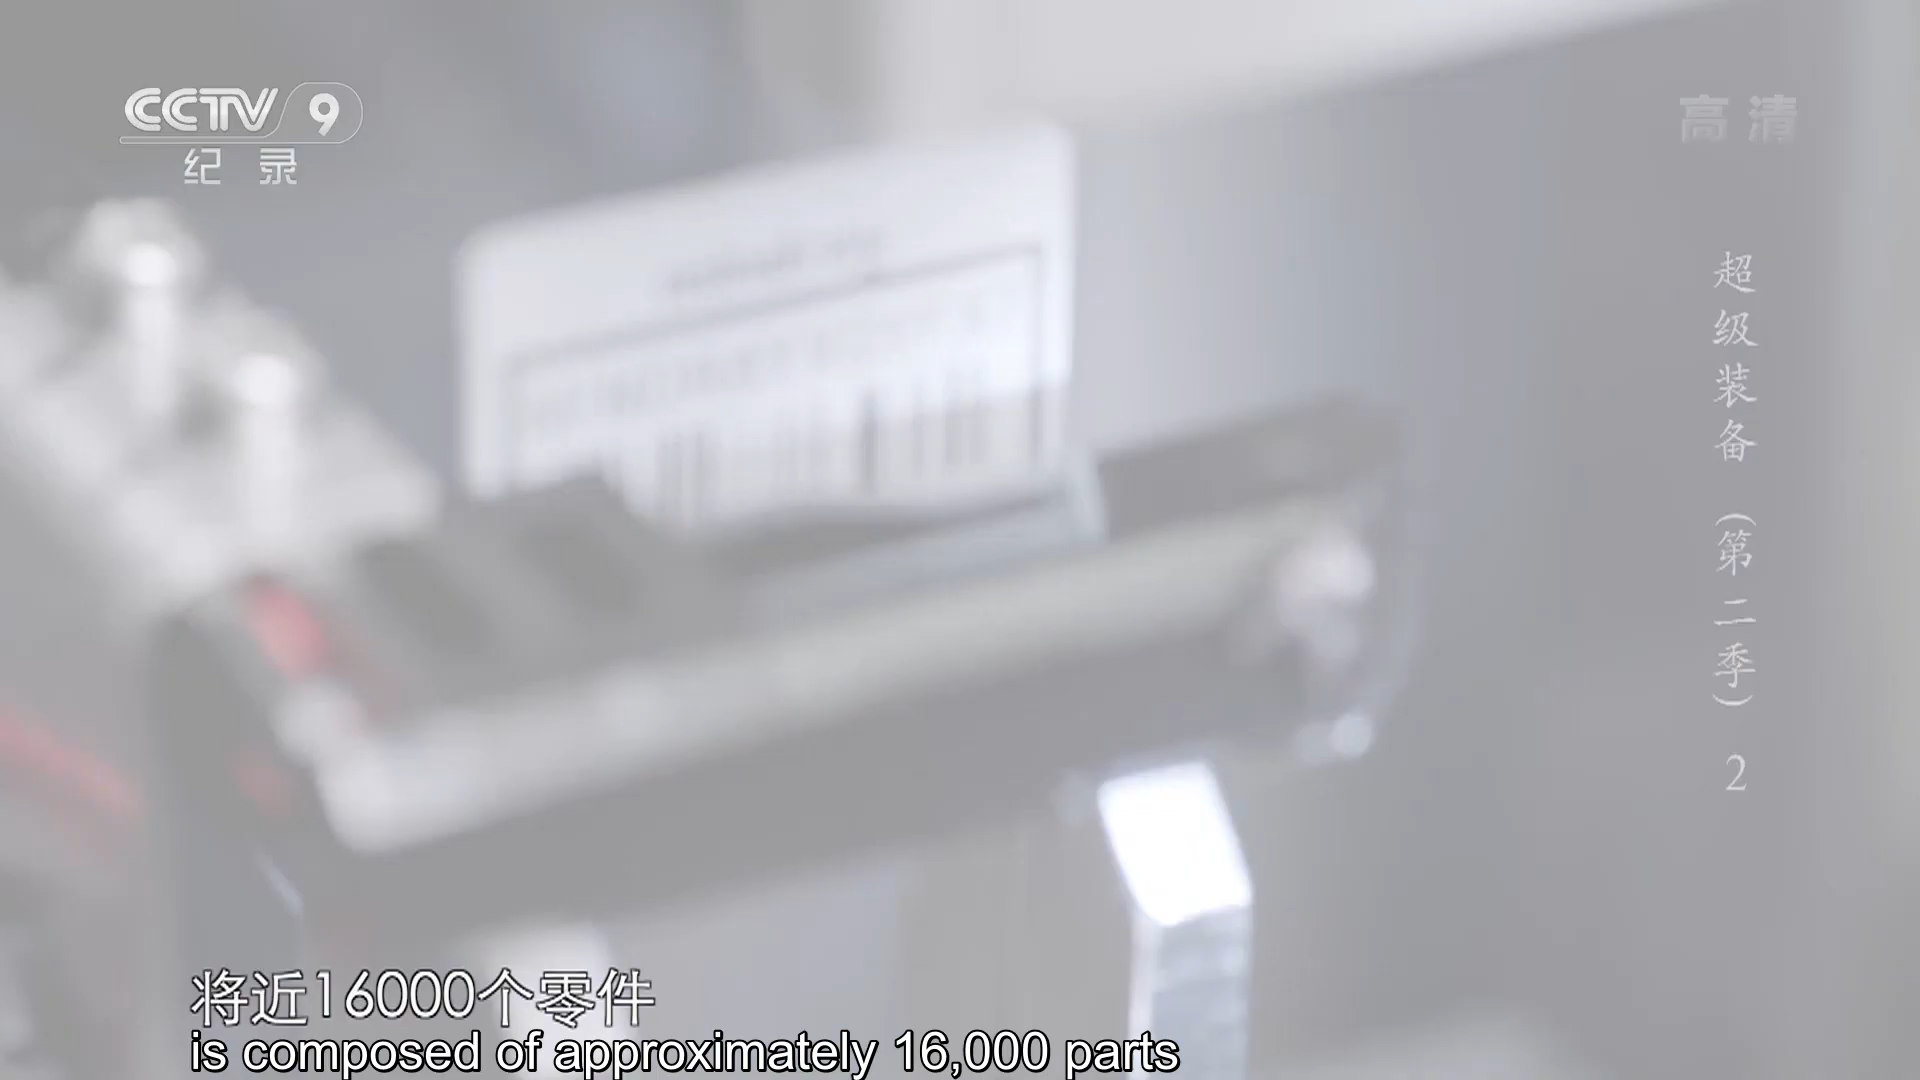 CCTV 9
纪录
高清
超级装备（第二季） 2
将近16000个零件
is composed of approximately 16,000 parts